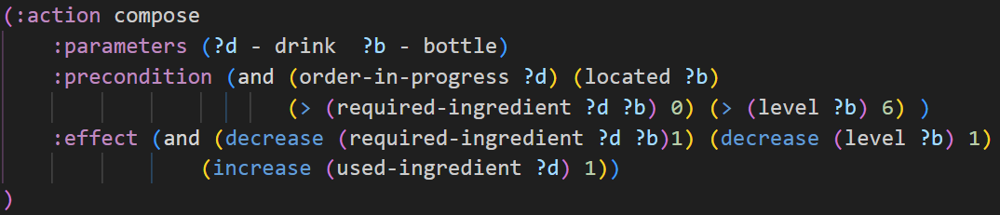 (:action compose
:parameters (?d - drink  ?b - bottle)
:precondition (and (order-in-progress ?d) (located ?b)
(> (required-ingredient ?d ?b) 0) (> (level ?b) 6) )
:effect (and (decrease (required-ingredient ?d ?b)1) (decrease (level ?b) 1)
(increase (used-ingredient ?d) 1))
)